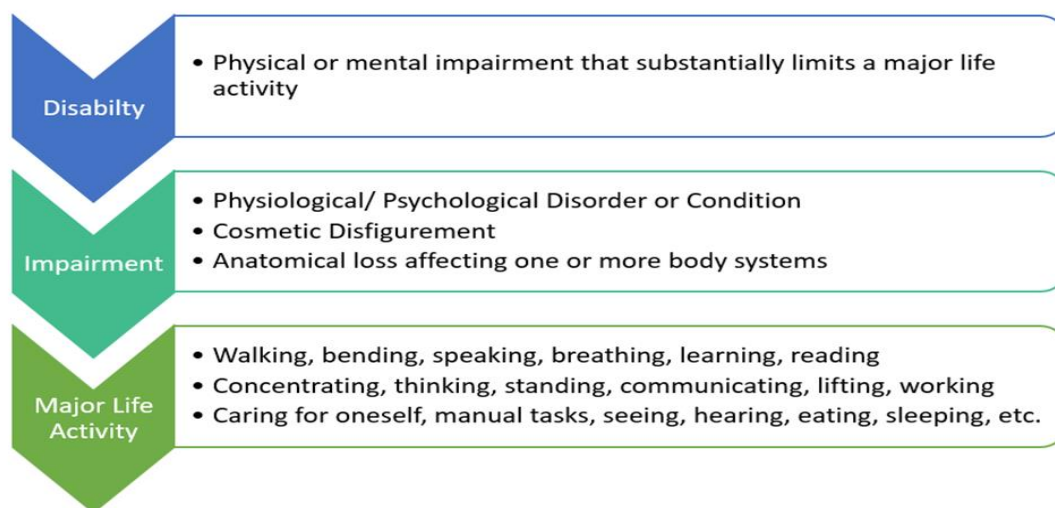 Disabilty
• Physical or mental impairment that substantially limits a major life
activity
Impairment
• Physiological/ Psychological Disorder or Condition
• Cosmetic Disfigurement
• Anatomical loss affecting one or more body systems
Major Life
Activity
• Walking, bending, speaking, breathing, learning, reading
• Concentrating, thinking, standing, communicating, lifting, working
• Caring for oneself, manual tasks, seeing, hearing, eating, sleeping, etc.